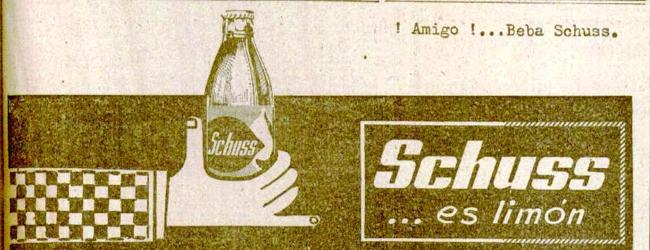 ! Amigo !...Beba Schuss.
Schuss
Schuss
... es limón